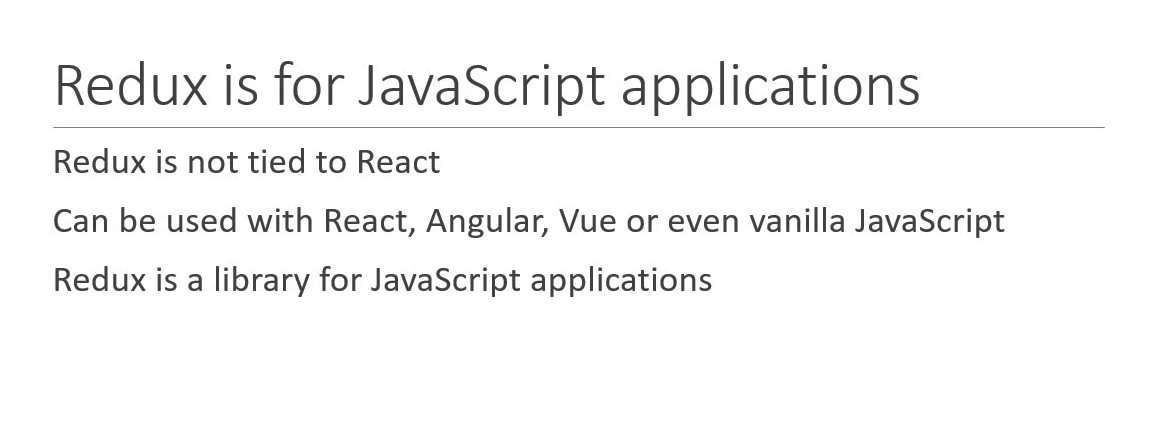 Redux is for JavaScript applications
Redux is not tied to React
Can be used with React, Angular, Vue or even vanilla JavaScript
Redux is a library for JavaScript applications